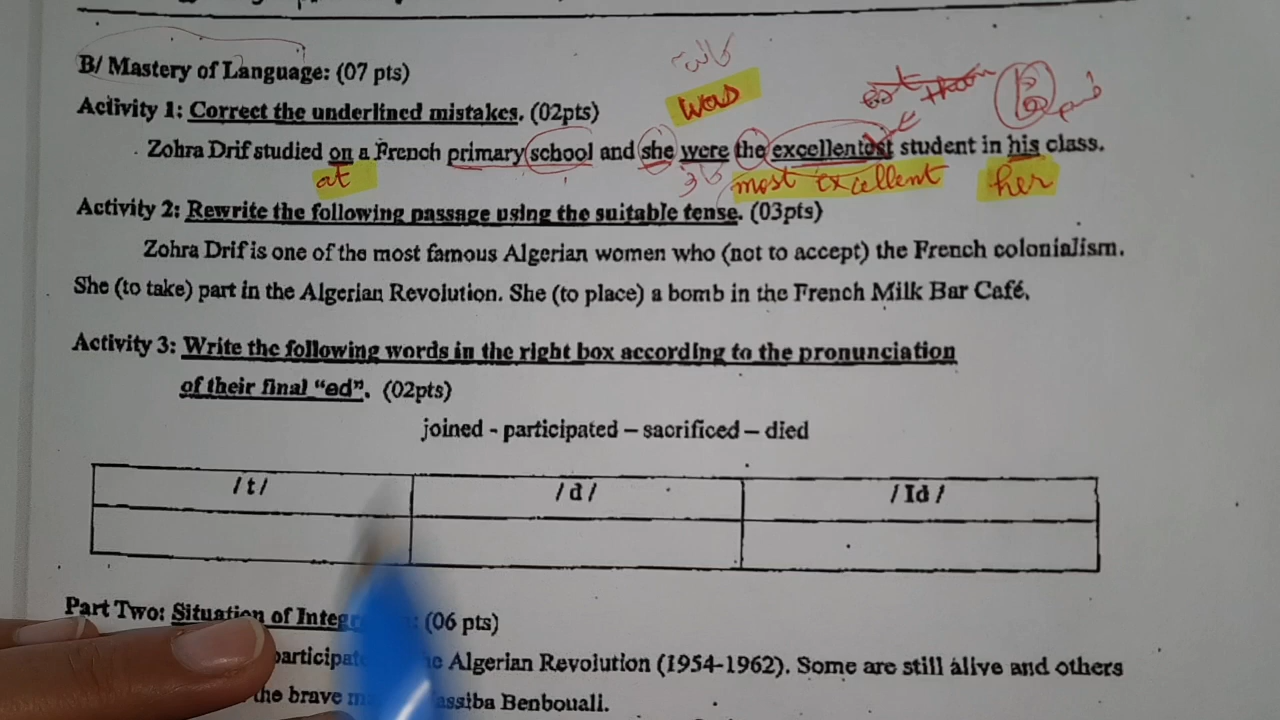 B/ Mastery of Language: (07 pts)
was
Activity 1: Correct the underlined mistakes. (02pts)
Zohra Drif studied on a French primary school and she were the excellentest student in his class.
at most excellent her
Activity 2: Rewrite the following passage using the suitable tense. (03pts)
Zohra Drif is one of the most famous Algerian women who (not to accept) the French colonialism.
She (to take) part in the Algerian Revolution. She (to place) a bomb in the French Milk Bar Café.
Activity 3: Write the following words in the right box according to the pronunciation
of their final “ed”. (02pts)
joined - participated – sacrificed – died
/ t / / d / / Id /
Part Two: Situation of (06 pts)
Algerian Revolution (1954-1962). Some are still alive and others
the brave Benbouali.